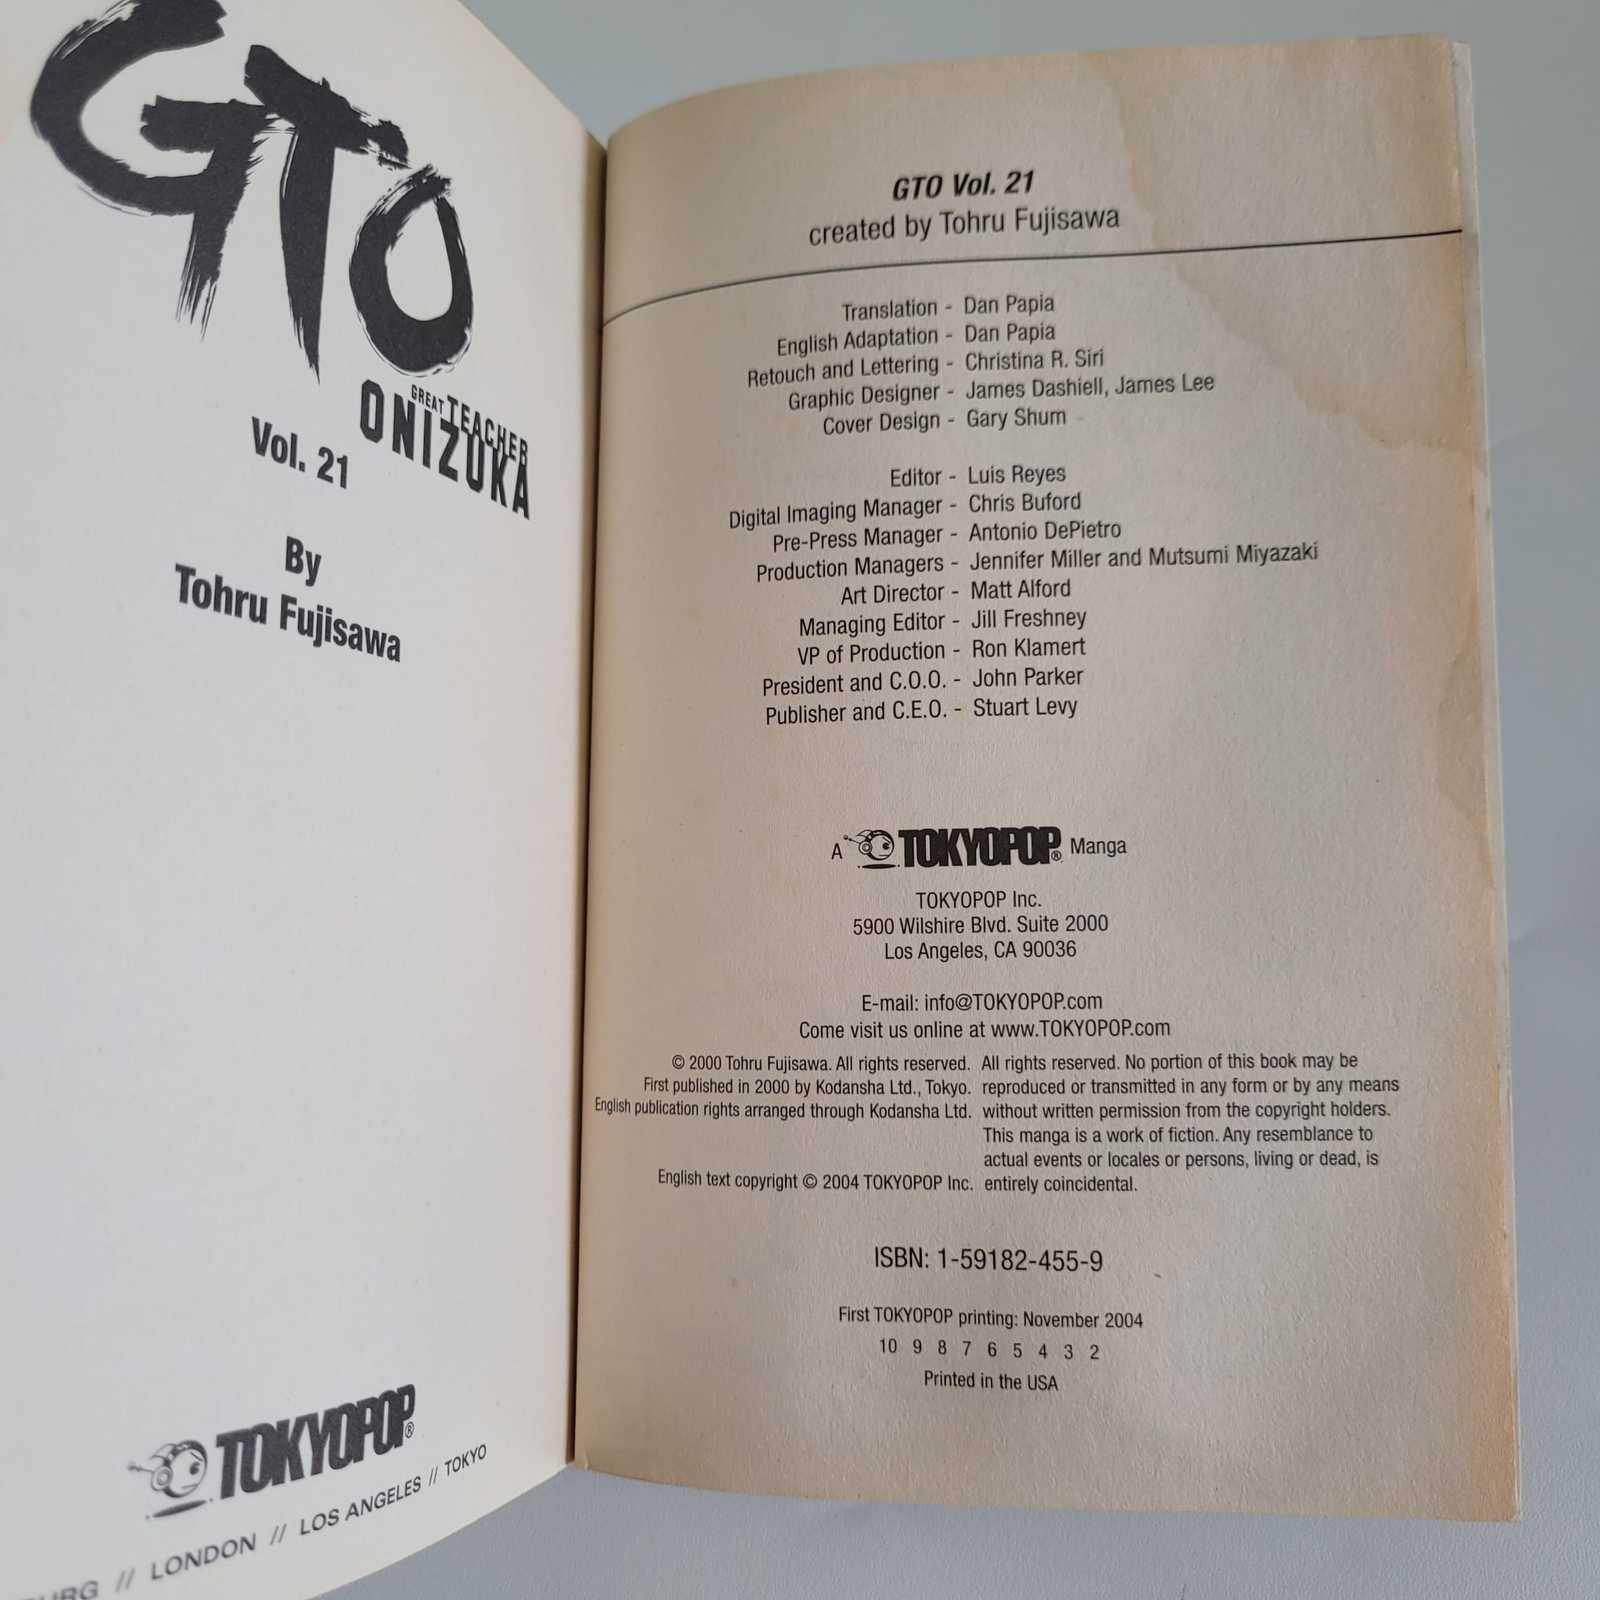 GTO
GREAT TEACHER
ONIZUKA
Vol. 21
By
Tohru Fujisawa
TOKYOPOP®
// LONDON // LOS ANGELES // TOKYO
GTO Vol. 21
created by Tohru Fujisawa
Translation - Dan Papia
English Adaptation - Dan Papia
Retouch and Lettering - Christina R. Siri
Graphic Designer - James Dashiell, James Lee
Cover Design - Gary Shum
Editor - Luis Reyes
Digital Imaging Manager - Chris Buford
Pre-Press Manager - Antonio DePietro
Production Managers - Jennifer Miller and Mutsumi Miyazaki
Art Director - Matt Alford
Managing Editor - Jill Freshney
VP of Production - Ron Klamert
President and C.O.O. - John Parker
Publisher and C.E.O. - Stuart Levy
A TOKYOPOP® Manga
TOKYOPOP Inc.
5900 Wilshire Blvd. Suite 2000
Los Angeles, CA 90036
E-mail: info@TOKYOPOP.com
Come visit us online at www.TOKYOPOP.com
© 2000 Tohru Fujisawa. All rights reserved.
First published in 2000 by Kodansha Ltd., Tokyo.
English publication rights arranged through Kodansha Ltd.
English text copyright © 2004 TOKYOPOP Inc.
All rights reserved. No portion of this book may be
reproduced or transmitted in any form or by any means
without written permission from the copyright holders.
This manga is a work of fiction. Any resemblance to
actual events or locales or persons, living or dead, is
entirely coincidental.
ISBN: 1-59182-455-9
First TOKYOPOP printing: November 2004
10 9 8 7 6 5 4 3 2
Printed in the USA